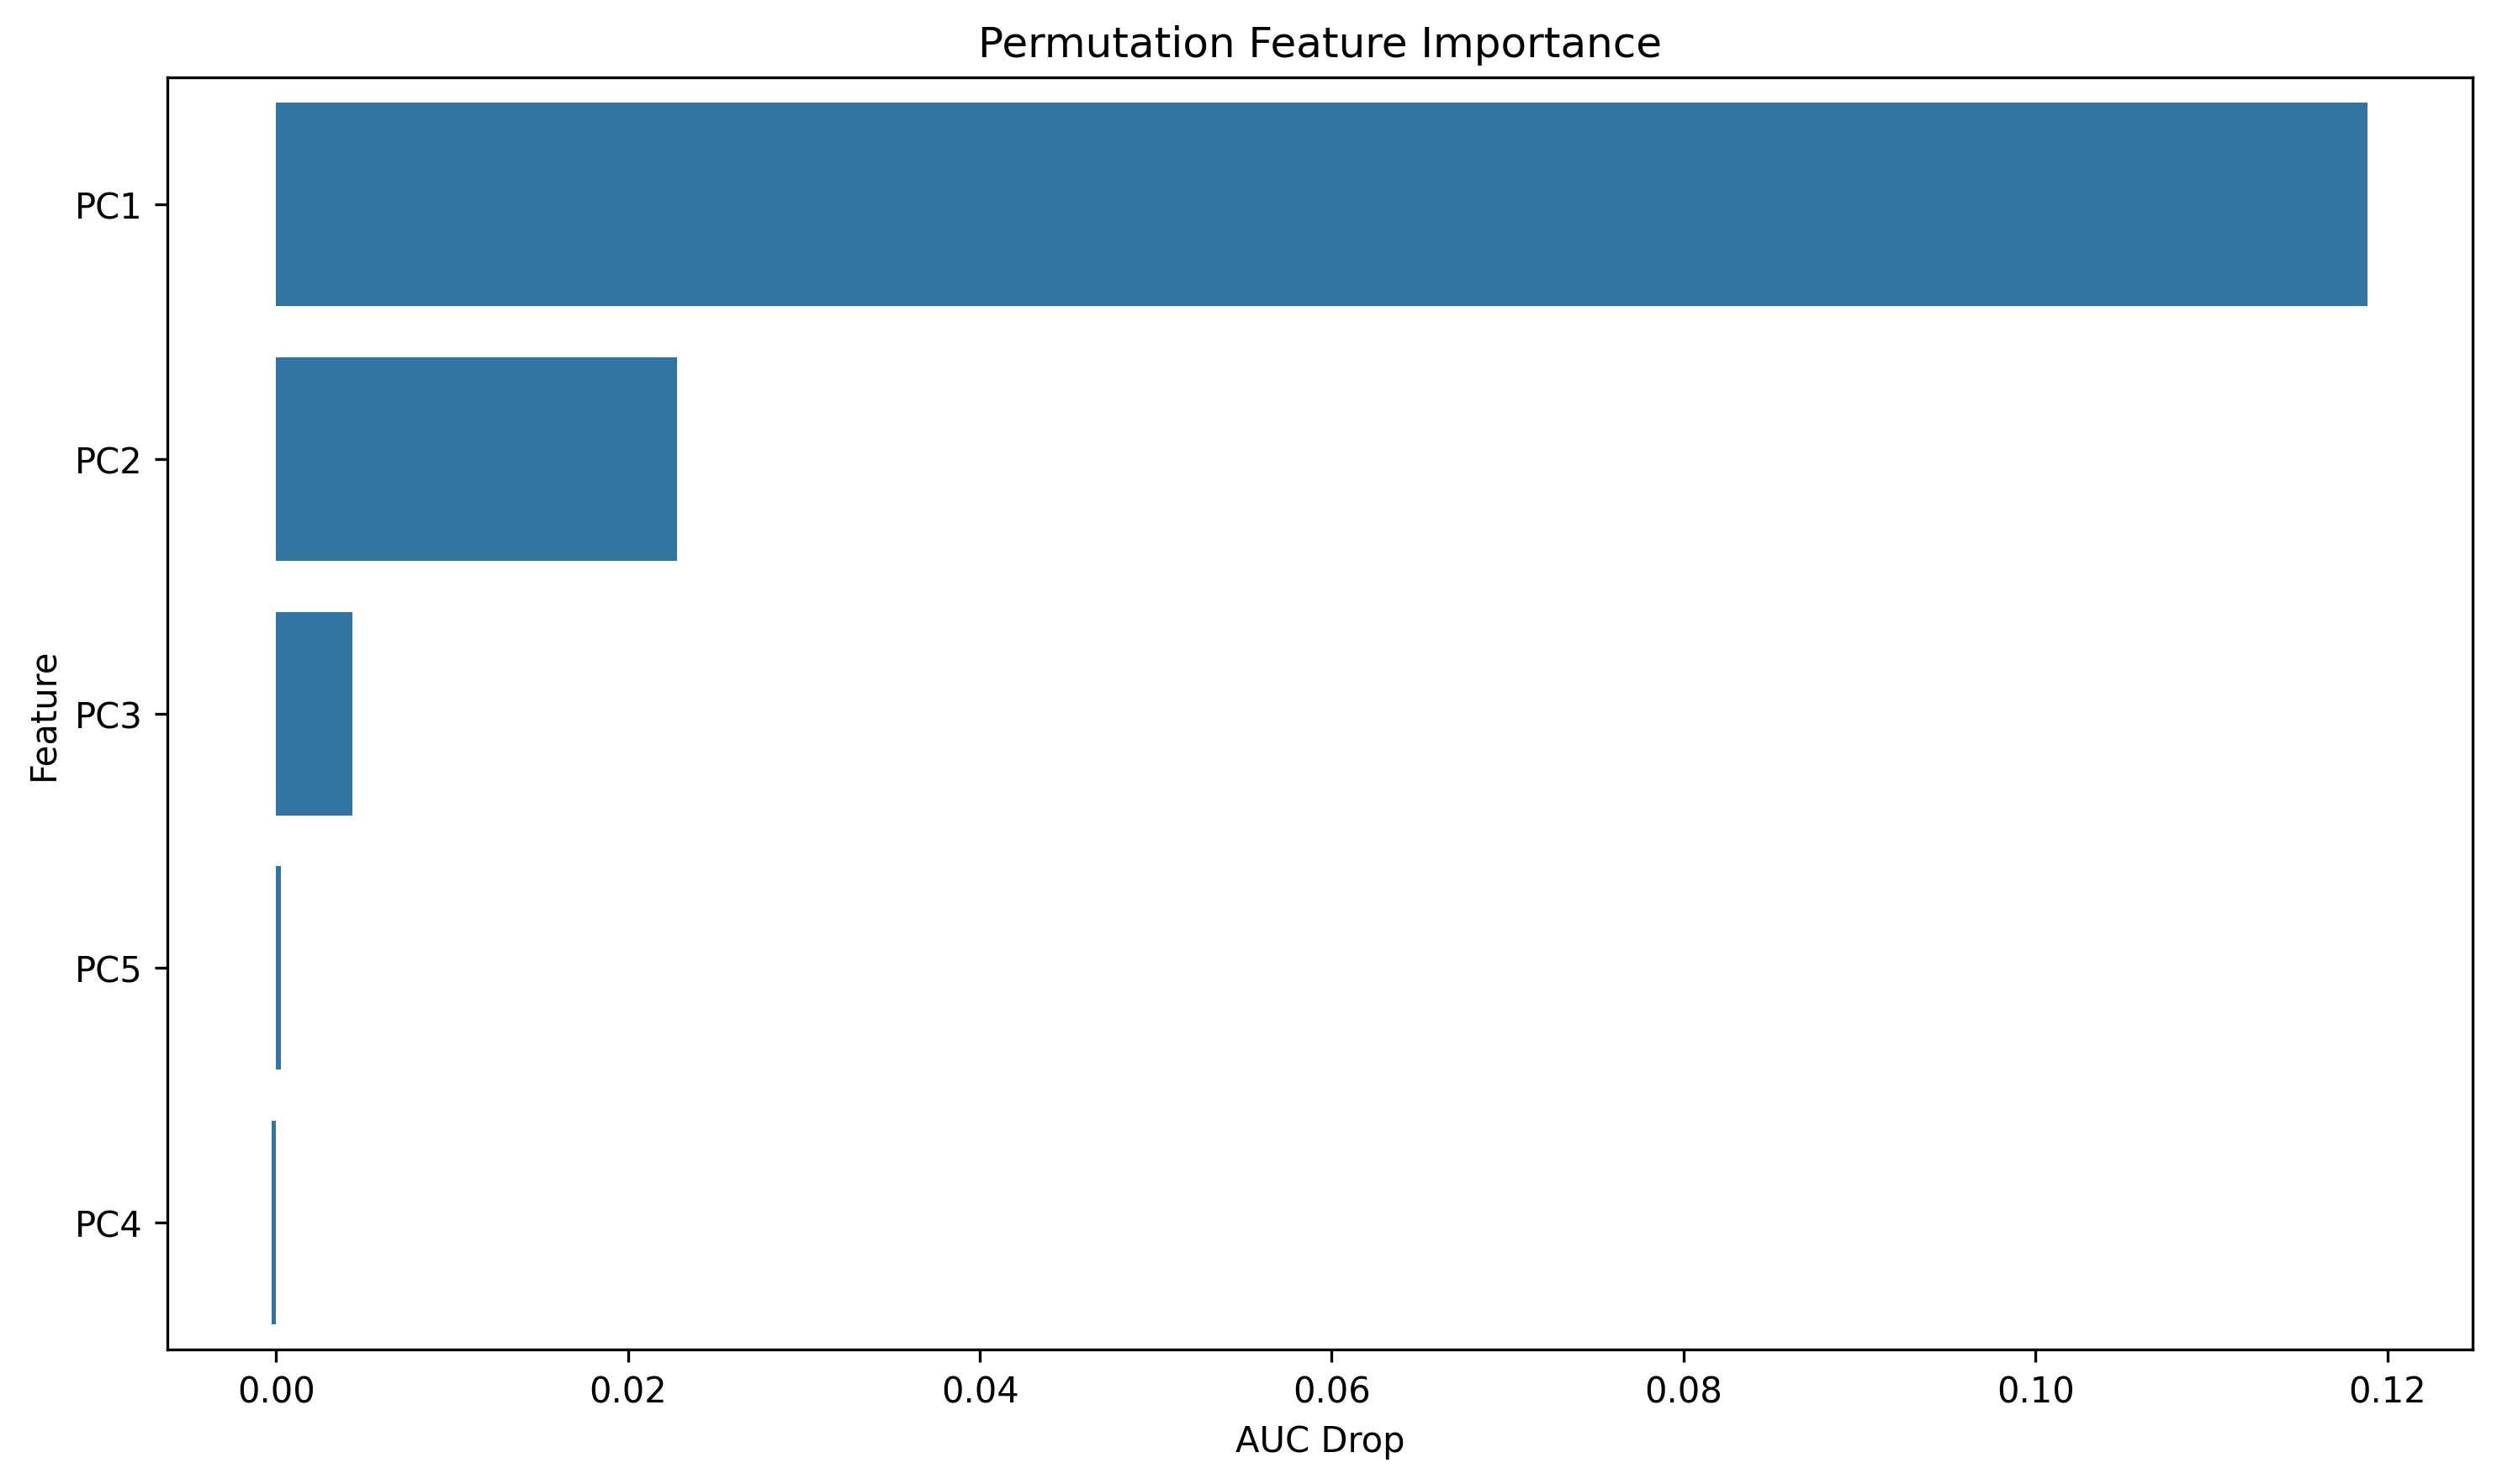 Permutation Feature Importance
Feature
PC1
PC2
PC3
PC5
PC4
0.00 0.02 0.04 0.06 0.08 0.10 0.12
AUC Drop